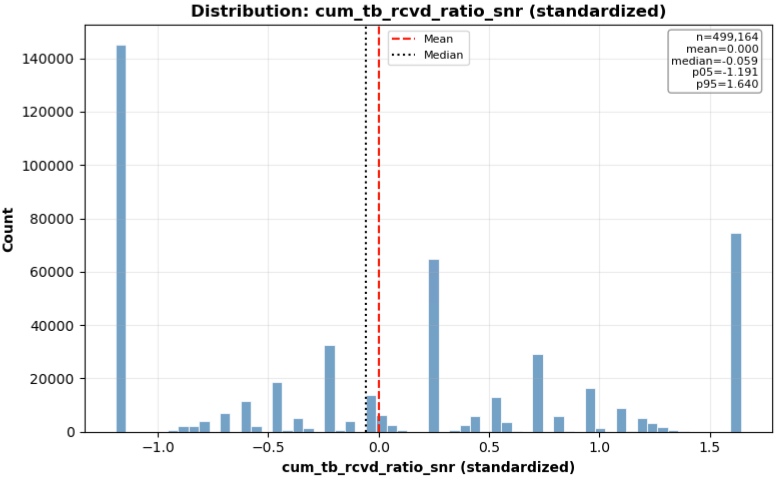 Distribution: cum_tb_rcvd_ratio_snr (standardized)
Mean
Median
n=499,164
mean=0.000
median=-0.059
p05=-1.191
p95=1.640
140000
120000
100000
80000
60000
40000
20000
0
Count
−1.0
−0.5
0.0
0.5
1.0
1.5
cum_tb_rcvd_ratio_snr (standardized)